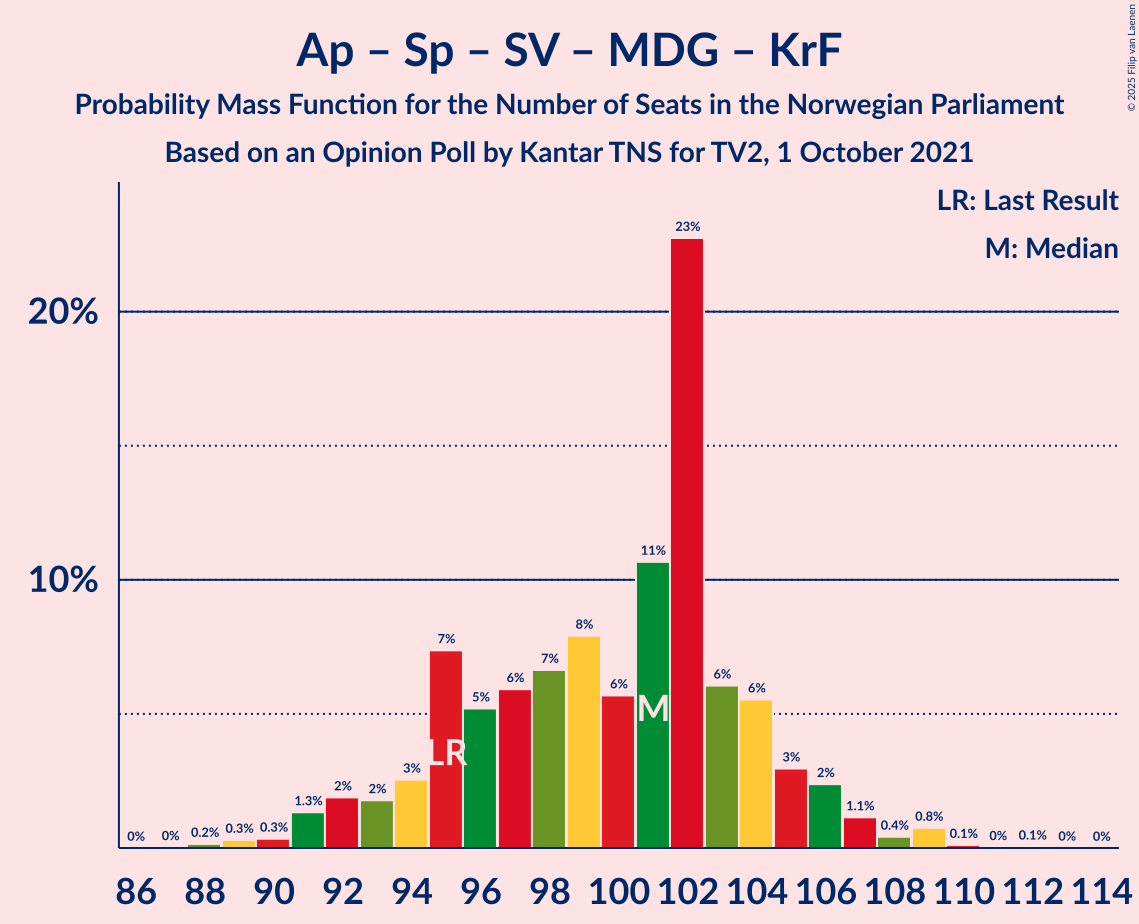 Ap – Sp – SV – MDG – KrF
Probability Mass Function for the Number of Seats in the Norwegian Parliament
Based on an Opinion Poll by Kantar TNS for TV2, 1 October 2021
© 2025 Filip van Laenen
LR: Last Result
M: Median
20%
10%
0% 0% 0.2% 0.3% 0.3% 1.3% 2% 2% 3% 7% 5% 6% 7% 8% 6% 11% 23% 6% 6% 3% 2% 1.1% 0.4% 0.8% 0.1% 0% 0.1% 0% 0%
LR
M
86 88 90 92 94 96 98 100 102 104 106 108 110 112 114